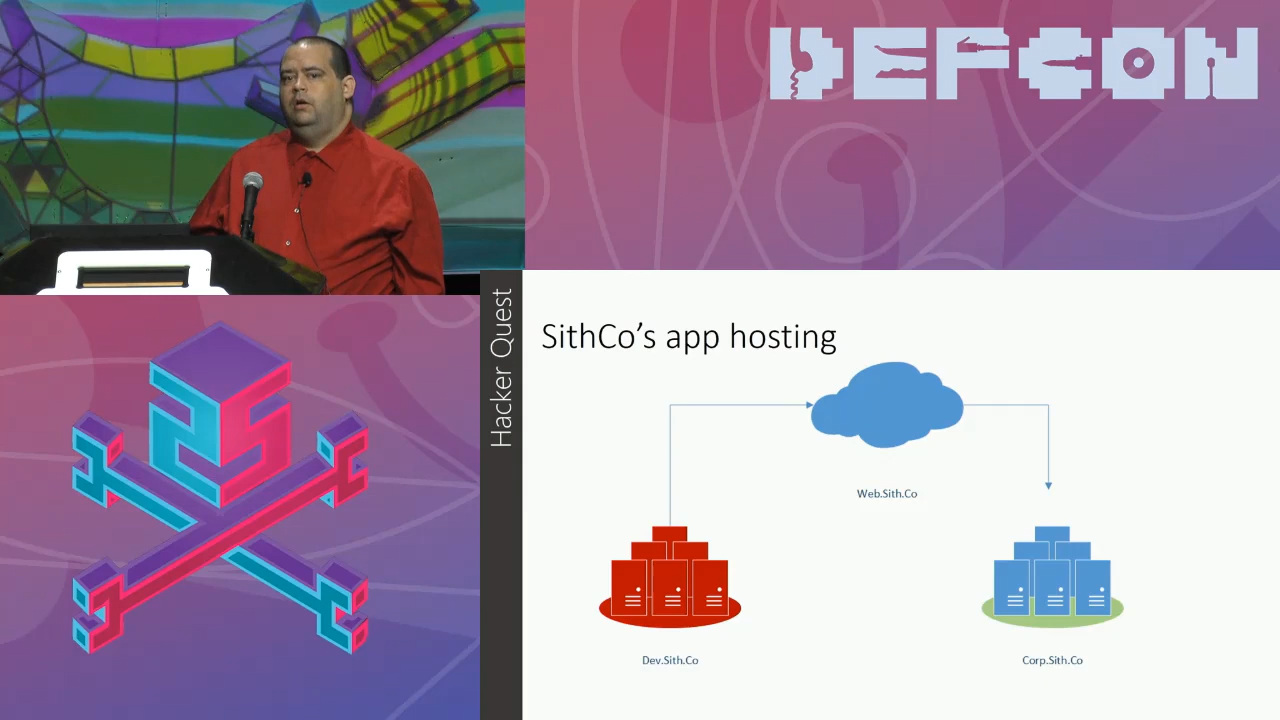 DEFCON
Hacker Quest
SithCo's app hosting
Web.Sith.Co
Dev.Sith.Co
Corp.Sith.Co